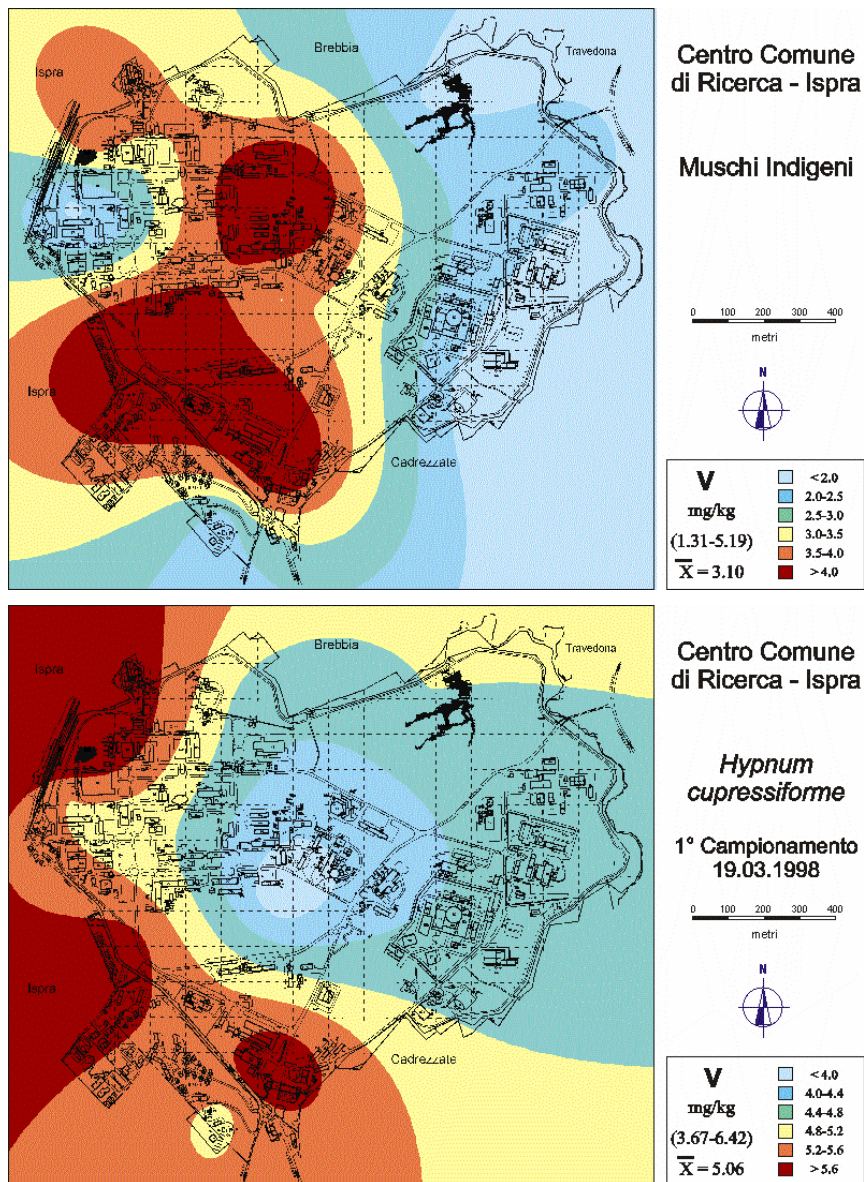 Brebbia
Travedona
Ispra
Ispra
Cadrezzate
Centro Comune
di Ricerca - Ispra
Muschi Indigeni
0 100 200 300 400
metri
N
V
mg/kg
(1.31-5.19)
X = 3.10
<2.0
2.0-2.5
2.5-3.0
3.0-3.5
3.5-4.0
>4.0
Ispra
Brebbia
Travedona
Ispra
Cadrezzate
Centro Comune
di Ricerca - Ispra
Hypnum
cupressiforme
1° Campionamento
19.03.1998
0 100 200 300 400
metri
N
V
mg/kg
(3.67-6.42)
X = 5.06
<4.0
4.0-4.4
4.4-4.8
4.8-5.2
5.2-5.6
>5.6